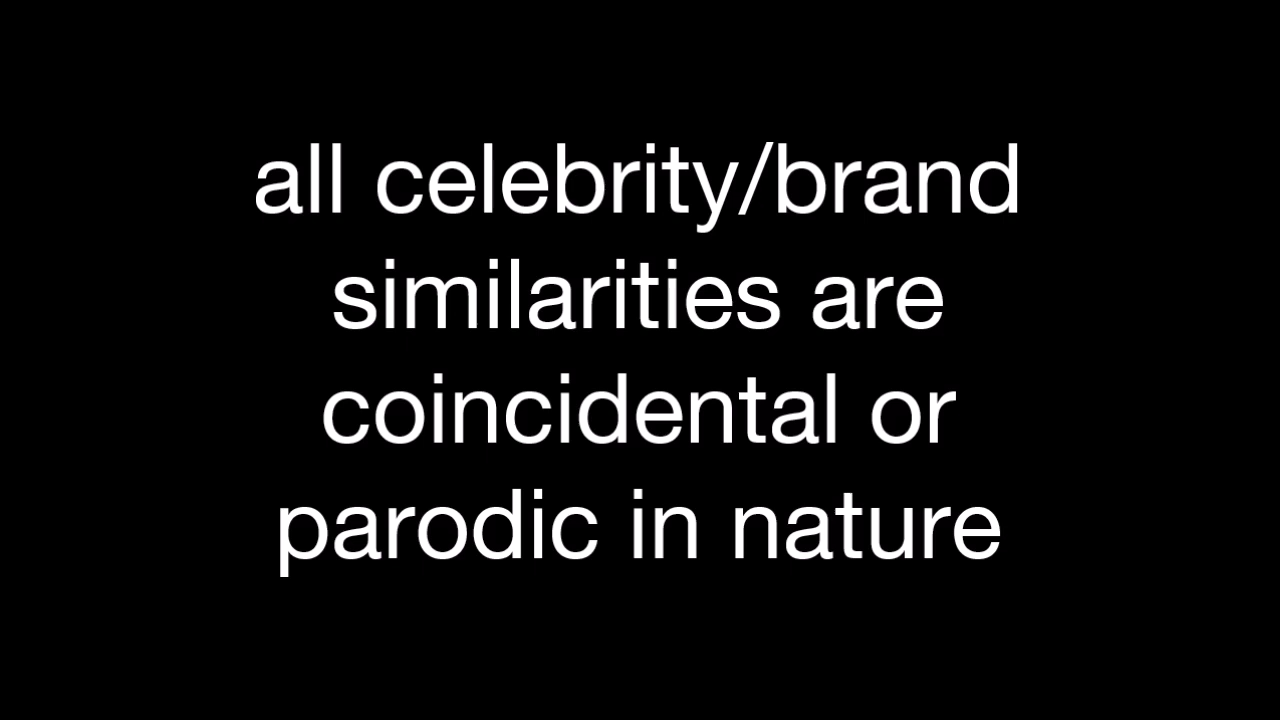 all celebrity/brand
similarities are
coincidental or
parodic in nature